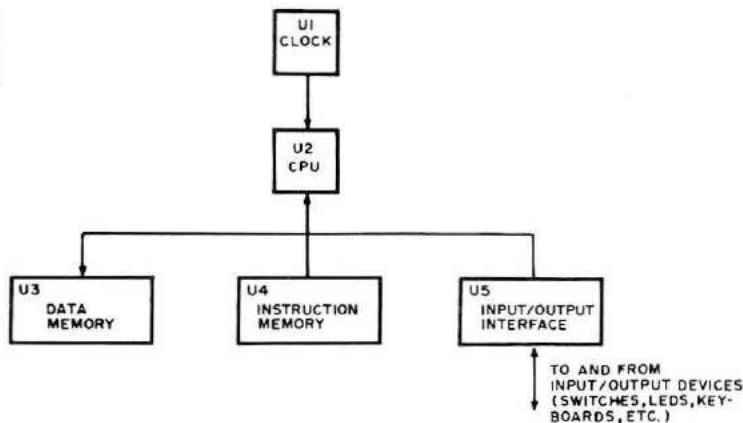 U1
CLOCK
U2
CPU
U3
DATA
MEMORY
U4
INSTRUCTION
MEMORY
U5
INPUT/OUTPUT
INTERFACE
TO AND FROM
INPUT/OUTPUT DEVICES
(SWITCHES, LEDS, KEY-
BOARDS, ETC.)